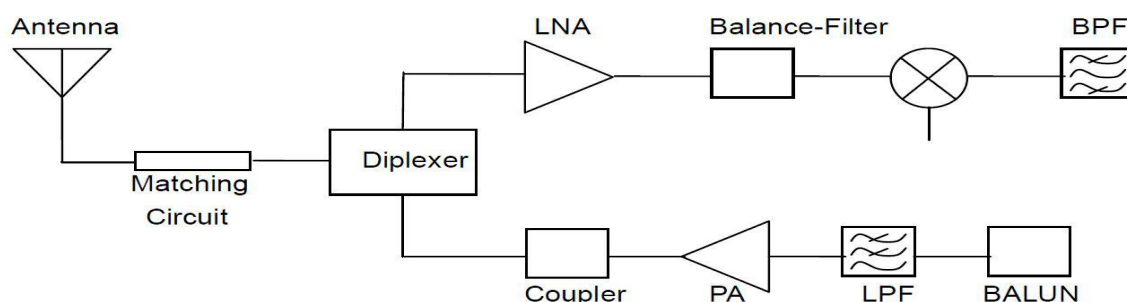 Antenna
LNA
Balance-Filter
BPF
Diplexer
Matching
Circuit
Coupler
PA
LPF
BALUN